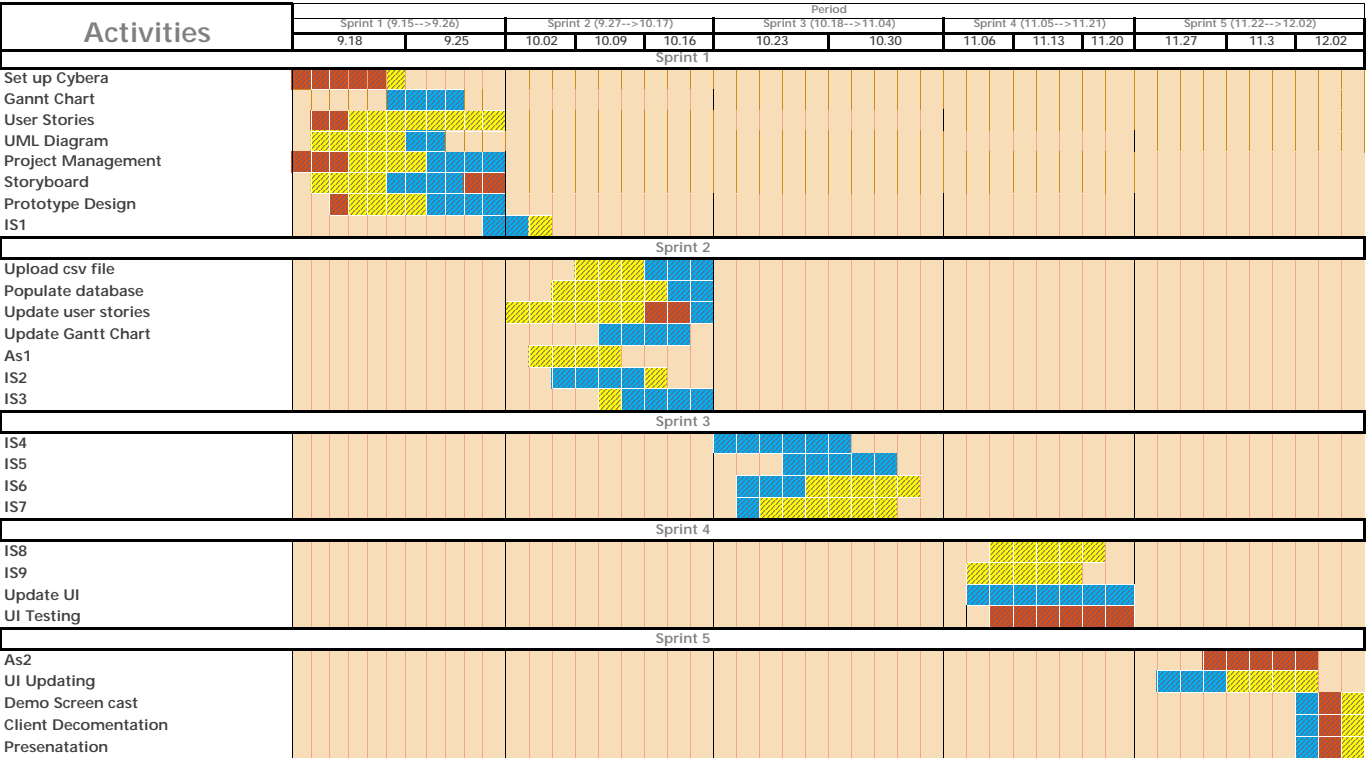 Period
Activities
Sprint 1 (9.15-->9.26) Sprint 2 (9.27-->10.17) Sprint 3 (10.18-->11.04) Sprint 4 (11.05-->11.21) Sprint 5 (11.22-->12.02)
9.18 9.25 10.02 10.09 10.16 10.23 10.30 11.06 11.13 11.20 11.27 11.3 12.02
Sprint 1
Set up Cybera
Gannt Chart
User Stories
UML Diagram
Project Management
Storyboard
Prototype Design
IS1
Sprint 2
Upload csv file
Populate database
Update user stories
Update Gantt Chart
As1
IS2
IS3
Sprint 3
IS4
IS5
IS6
IS7
Sprint 4
IS8
IS9
Update UI
UI Testing
Sprint 5
As2
UI Updating
Demo Screen cast
Client Decomentation
Presenatation